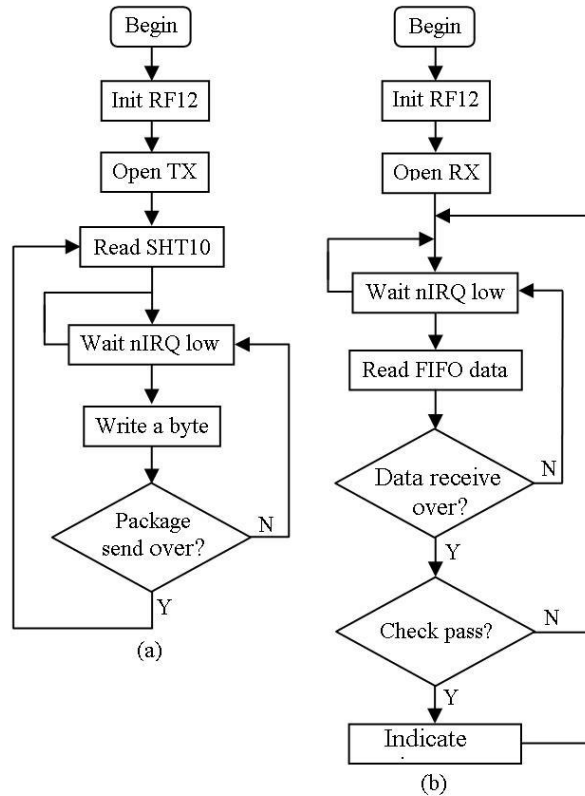 Begin
Init RF12
Open TX
Read SHT10
Wait nIRQ low
Write a byte
Package
send over?
N
Y
(a)
Begin
Init RF12
Open RX
Wait nIRQ low
Read FIFO data
Data receive
over?
N
Y
Check pass?
N
Y
Indicate
(b)